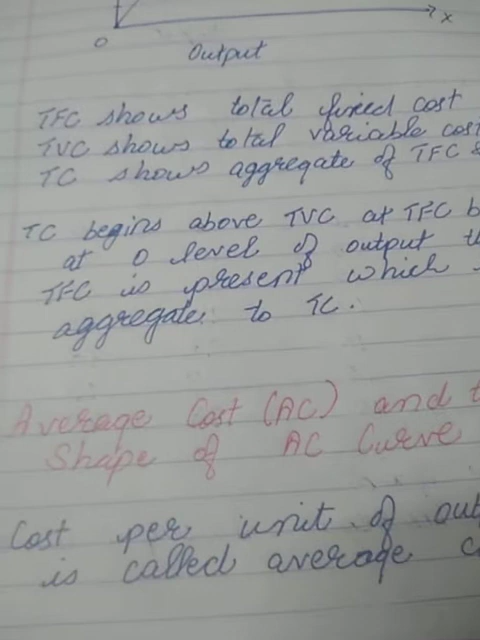 0
x
Output
TFC shows total fixed cost
TVC shows total variable cost
TC shows aggregate of TFC &
TC begins above TVC at TFC b
at 0 level of output t
TFC is present which
aggregate to TC.
Average Cost (AC) and t
Shape of AC Curve
Cost per unit of out
is called average c